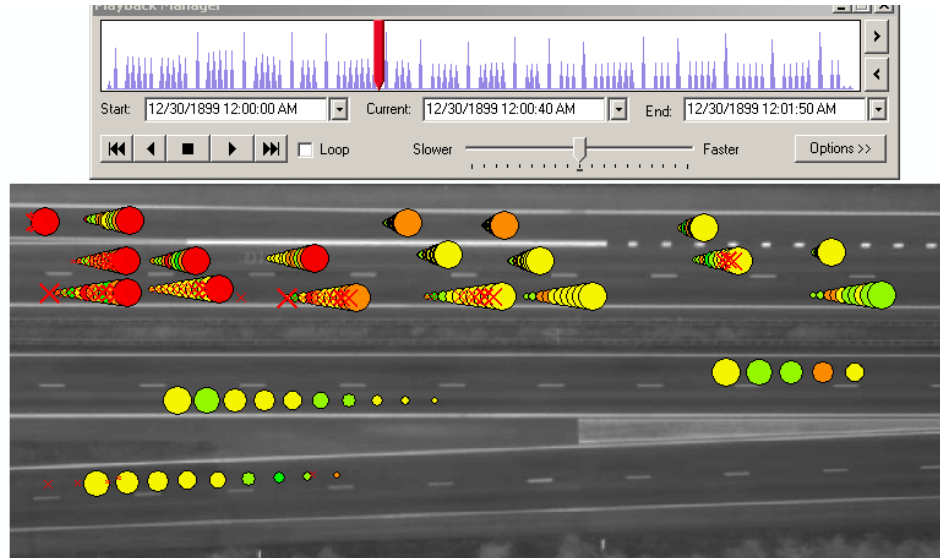 Playback Manager
Start: 12/30/1899 12:00:00 AM Current: 12/30/1899 12:00:40 AM End: 12/30/1899 12:01:50 AM
Loop Slower Faster Options >>